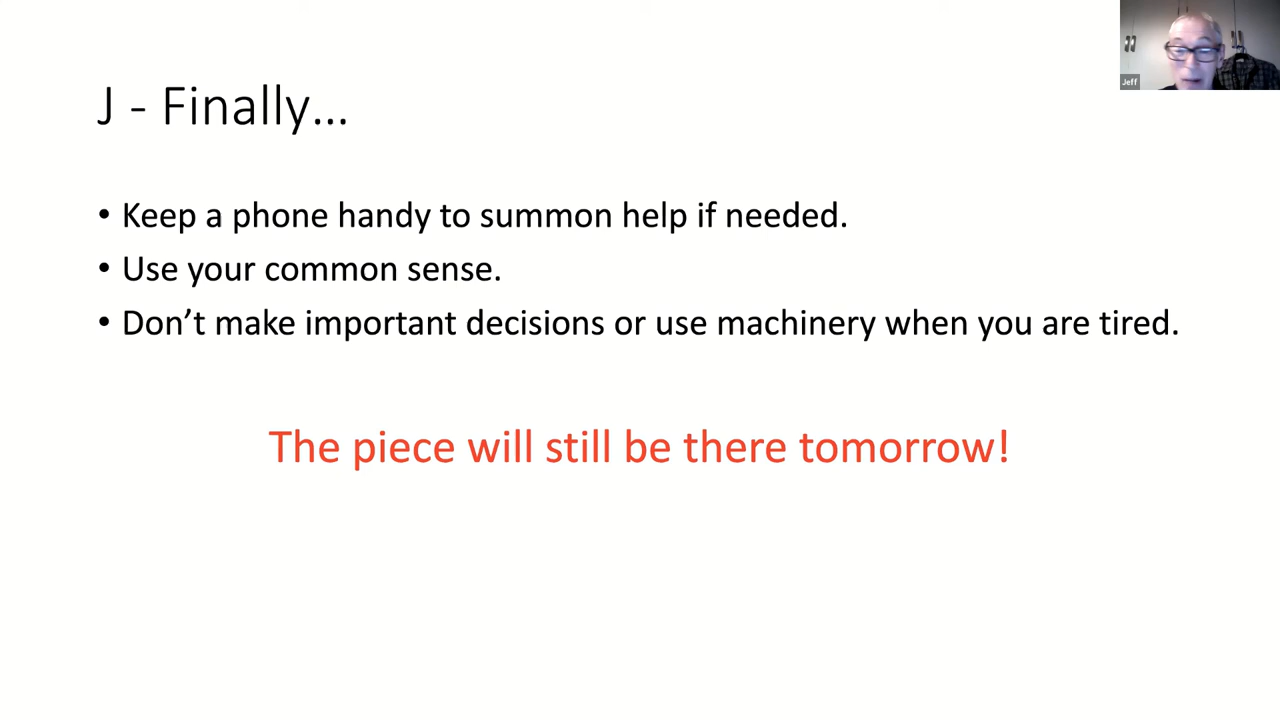 J - Finally…
• Keep a phone handy to summon help if needed.
• Use your common sense.
• Don’t make important decisions or use machinery when you are tired.
The piece will still be there tomorrow!
Jeff